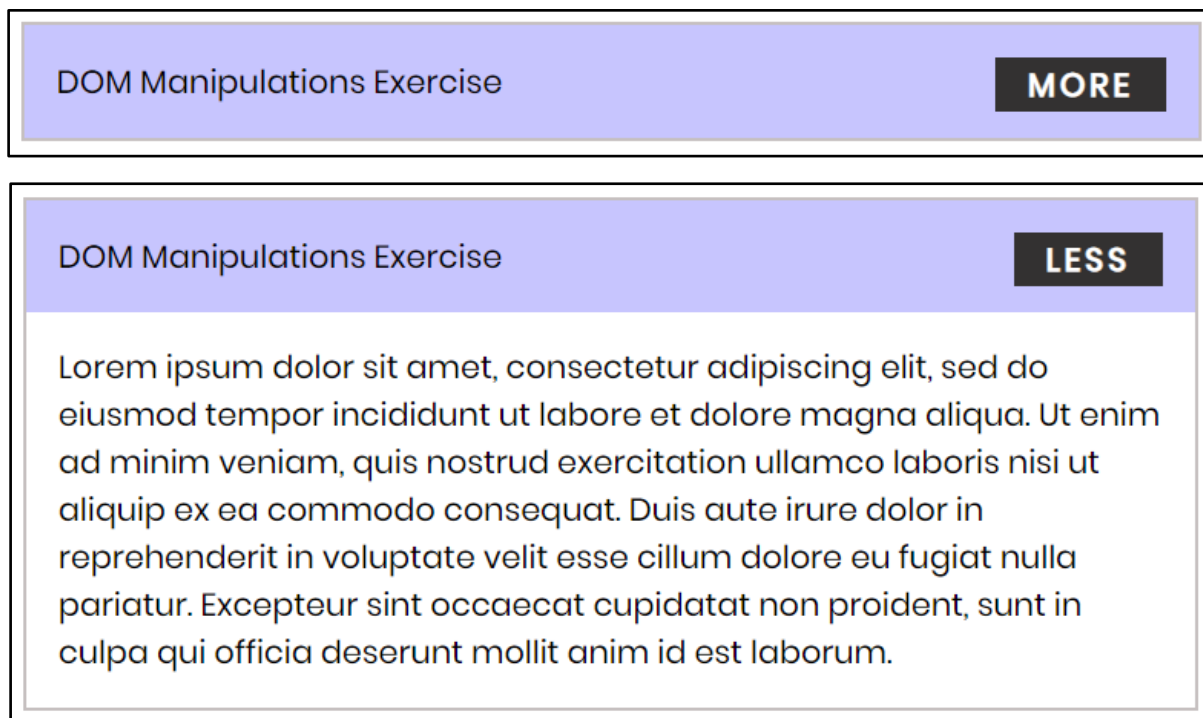 DOM Manipulations Exercise MORE
DOM Manipulations Exercise LESS
Lorem ipsum dolor sit amet, consectetur adipiscing elit, sed do
eiusmod tempor incididunt ut labore et dolore magna aliqua. Ut enim
ad minim veniam, quis nostrud exercitation ullamco laboris nisi ut
aliquip ex ea commodo consequat. Duis aute irure dolor in
reprehenderit in voluptate velit esse cillum dolore eu fugiat nulla
pariatur. Excepteur sint occaecat cupidatat non proident, sunt in
culpa qui officia deserunt mollit anim id est laborum.